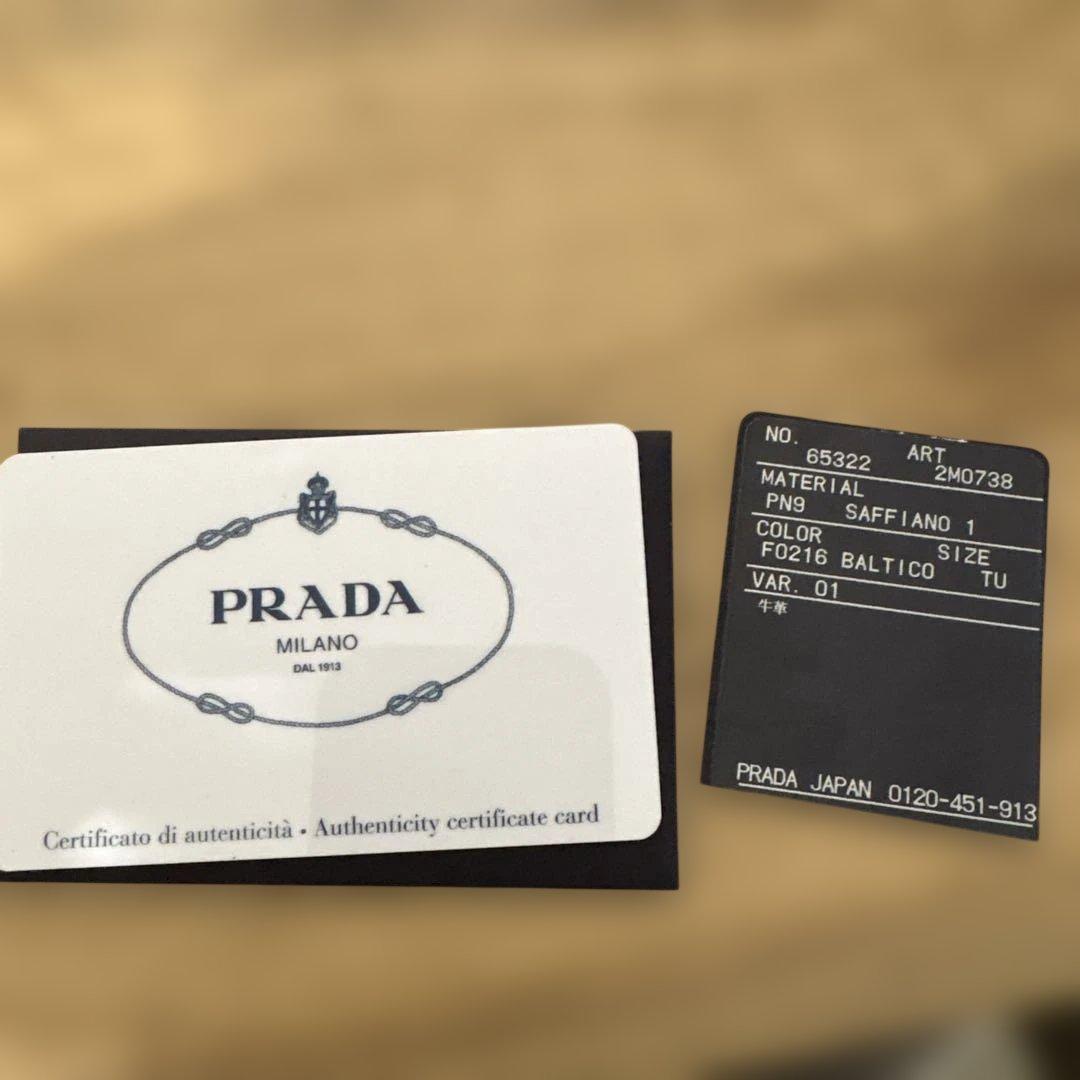 PRADA
MILANO
DAL 1913
Certificato di autenticità • Authenticity certificate card
NO. ART
65322 2M0738
MATERIAL
PN9 SAFFIANO 1
COLOR SIZE
F0216 BALTICO TU
VAR. 01
牛革
PRADA JAPAN 0120-451-913